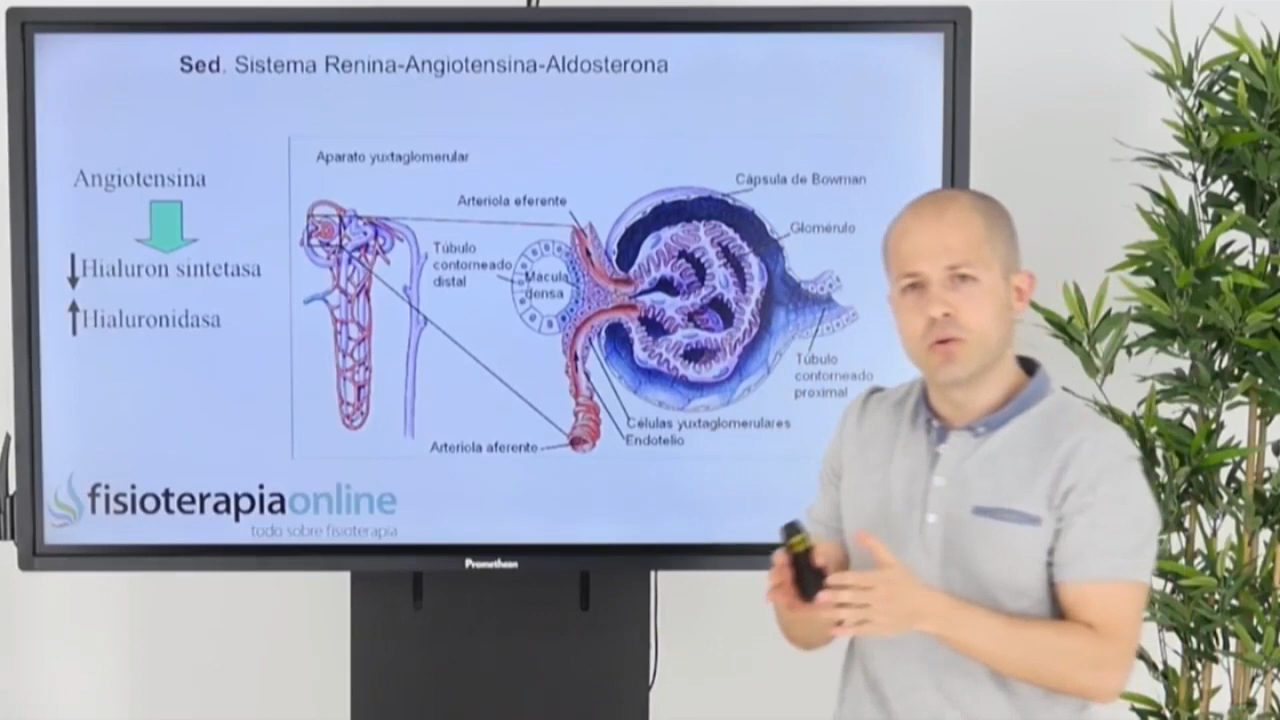 Sed. Sistema Renina-Angiotensina-Aldosterona
Angiotensina
Hialuron sintetasa
Hialuronidasa
Aparato yuxtaglomerular
Arteriola eferente
Túbulo
contorneado
distal
Mácula
densa
Cápsula de Bowman
Glomérulo
Túbulo
contorneado
proximal
Células yuxtaglomerulares
Endotelio
Arteriola aferente
fisioterapiaonline
todo sobre fisioterapia
Promethean